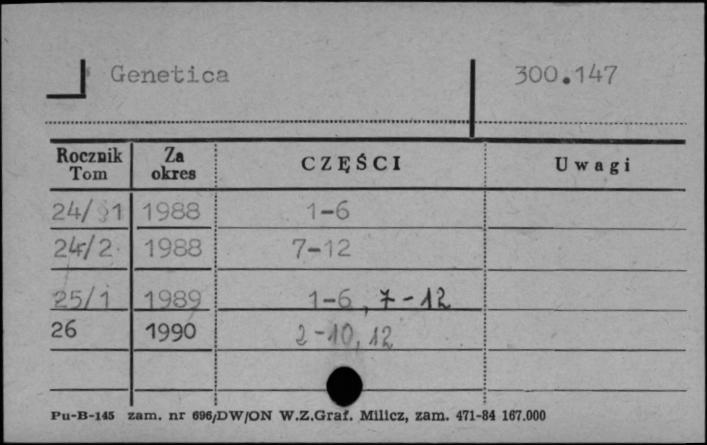 Genetica 300.147
Rocznik Tom Za okres CZĘŚCI Uwagi
24/1 1988 1-6
24/2 1988 7-12
25/1 1989 1-6, 7-12
26 1990 2-10, 12
Pu-B-145 zam. nr 696/DW/ON W.Z.Graf. Milicz, zam. 471-84 167.000